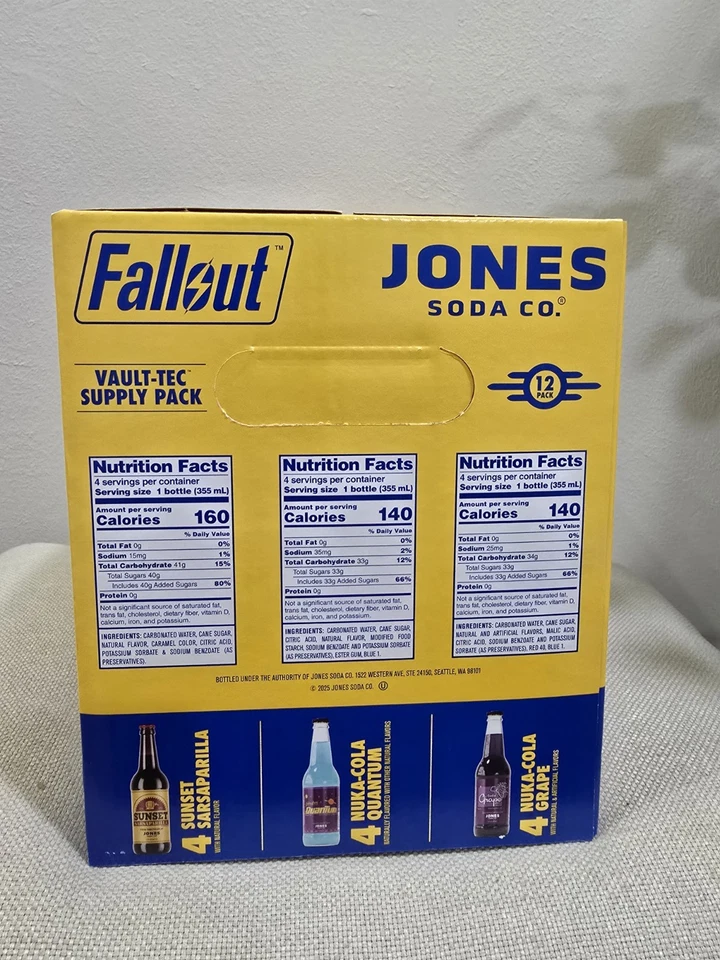 Fallout™
JONES
SODA CO.®
VAULT-TEC™
SUPPLY PACK
12
PACK
Nutrition Facts
4 servings per container
Serving size 1 bottle (355 mL)
Amount per serving
Calories 160
% Daily Value
Total Fat 0g 0%
Sodium 15mg 1%
Total Carbohydrate 41g 15%
Total Sugars 40g
Includes 40g Added Sugars 80%
Protein 0g
Not a significant source of saturated fat,
trans fat, cholesterol, dietary fiber, vitamin D,
calcium, iron, and potassium.
INGREDIENTS: CARBONATED WATER, CANE SUGAR,
NATURAL FLAVOR, CARAMEL COLOR, CITRIC ACID,
POTASSIUM SORBATE & SODIUM BENZOATE (AS
PRESERVATIVES).
Nutrition Facts
4 servings per container
Serving size 1 bottle (355 mL)
Amount per serving
Calories 140
% Daily Value
Total Fat 0g 0%
Sodium 35mg 2%
Total Carbohydrate 33g 12%
Total Sugars 33g
Includes 33g Added Sugars 66%
Protein 0g
Not a significant source of saturated fat,
trans fat, cholesterol, dietary fiber, vitamin D,
calcium, iron, and potassium.
INGREDIENTS: CARBONATED WATER, CANE SUGAR,
CITRIC ACID, NATURAL FLAVOR, MODIFIED FOOD
STARCH, SODIUM BENZOATE AND POTASSIUM SORBATE
(AS PRESERVATIVES), ESTER GUM, BLUE 1.
Nutrition Facts
4 servings per container
Serving size 1 bottle (355 mL)
Amount per serving
Calories 140
% Daily Value
Total Fat 0g 0%
Sodium 25mg 1%
Total Carbohydrate 34g 12%
Total Sugars 33g
Includes 33g Added Sugars 66%
Protein 0g
Not a significant source of saturated fat,
trans fat, cholesterol, dietary fiber, vitamin D,
calcium, iron, and potassium.
INGREDIENTS: CARBONATED WATER, CANE SUGAR,
NATURAL AND ARTIFICIAL FLAVORS, MALIC ACID,
CITRIC ACID, SODIUM BENZOATE AND POTASSIUM
SORBATE (AS PRESERVATIVES), RED 40, BLUE 1.
BOTTLED UNDER THE AUTHORITY OF JONES SODA CO. 1522 WESTERN AVE, STE 24150, SEATTLE, WA 98101
© 2025 JONES SODA CO. Ⓤ
SUNSET
SARSAPARILLA
JONES
4 SUNSET
SARSAPARILLA
WITH NATURAL FLAVOR
Quantum
JONES
4 NUKA-COLA
QUANTUM
NATURALLY FLAVORED WITH OTHER NATURAL FLAVORS
Grape
JONES
4 NUKA-COLA
GRAPE
WITH NATURAL & ARTIFICIAL FLAVORS